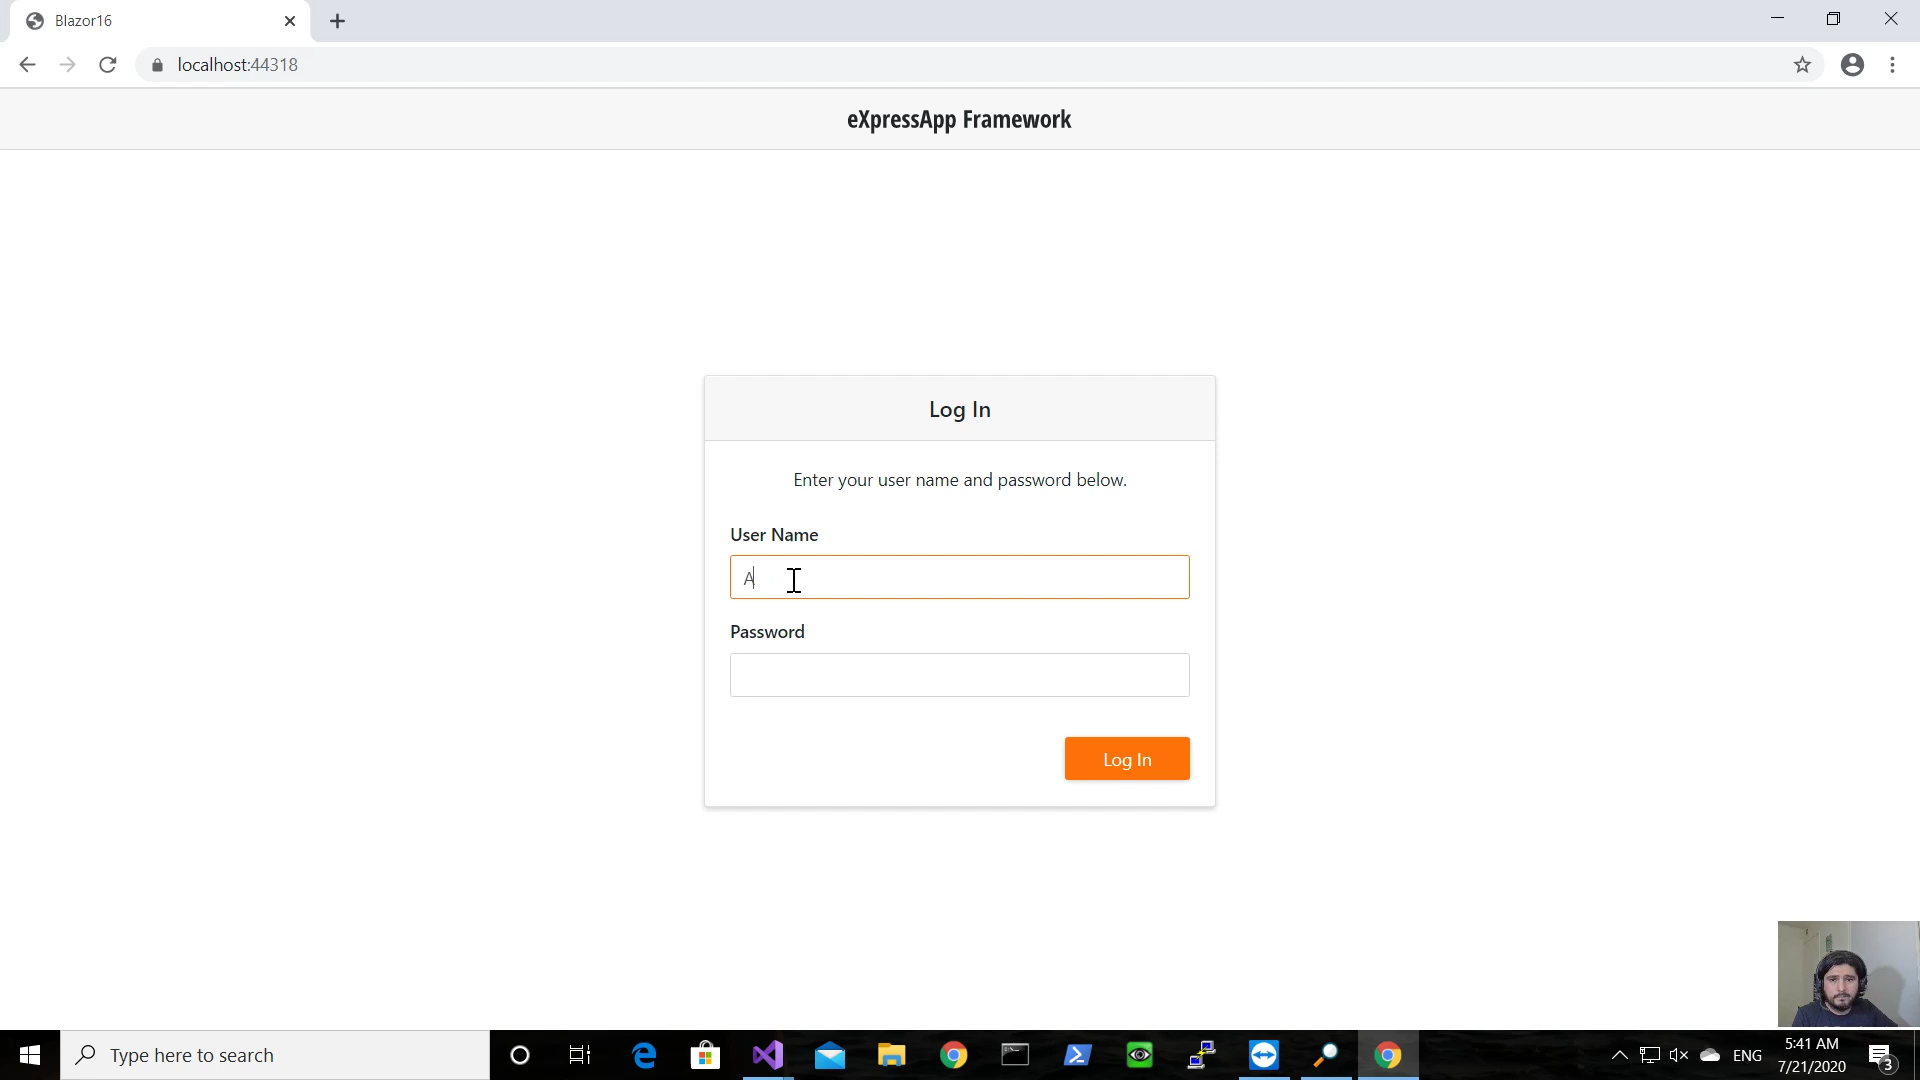 Blazor16
localhost:44318
eXpressApp Framework
Log In
Enter your user name and password below.
User Name
A
Password
Log In
Type here to search
ENG
5:41 AM
7/21/2020
3